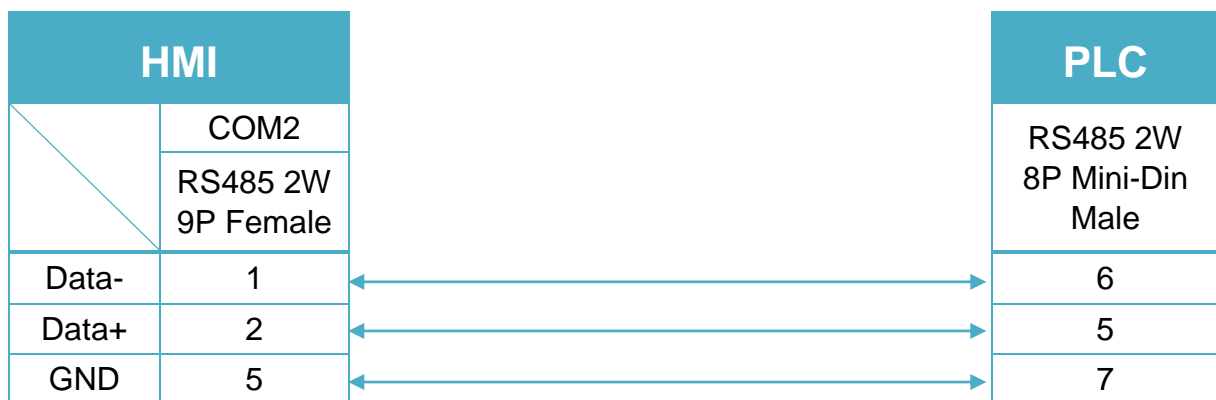 HMI
PLC
COM2
RS485 2W
9P Female
RS485 2W
8P Mini-Din
Male
Data- 1 6
Data+ 2 5
GND 5 7